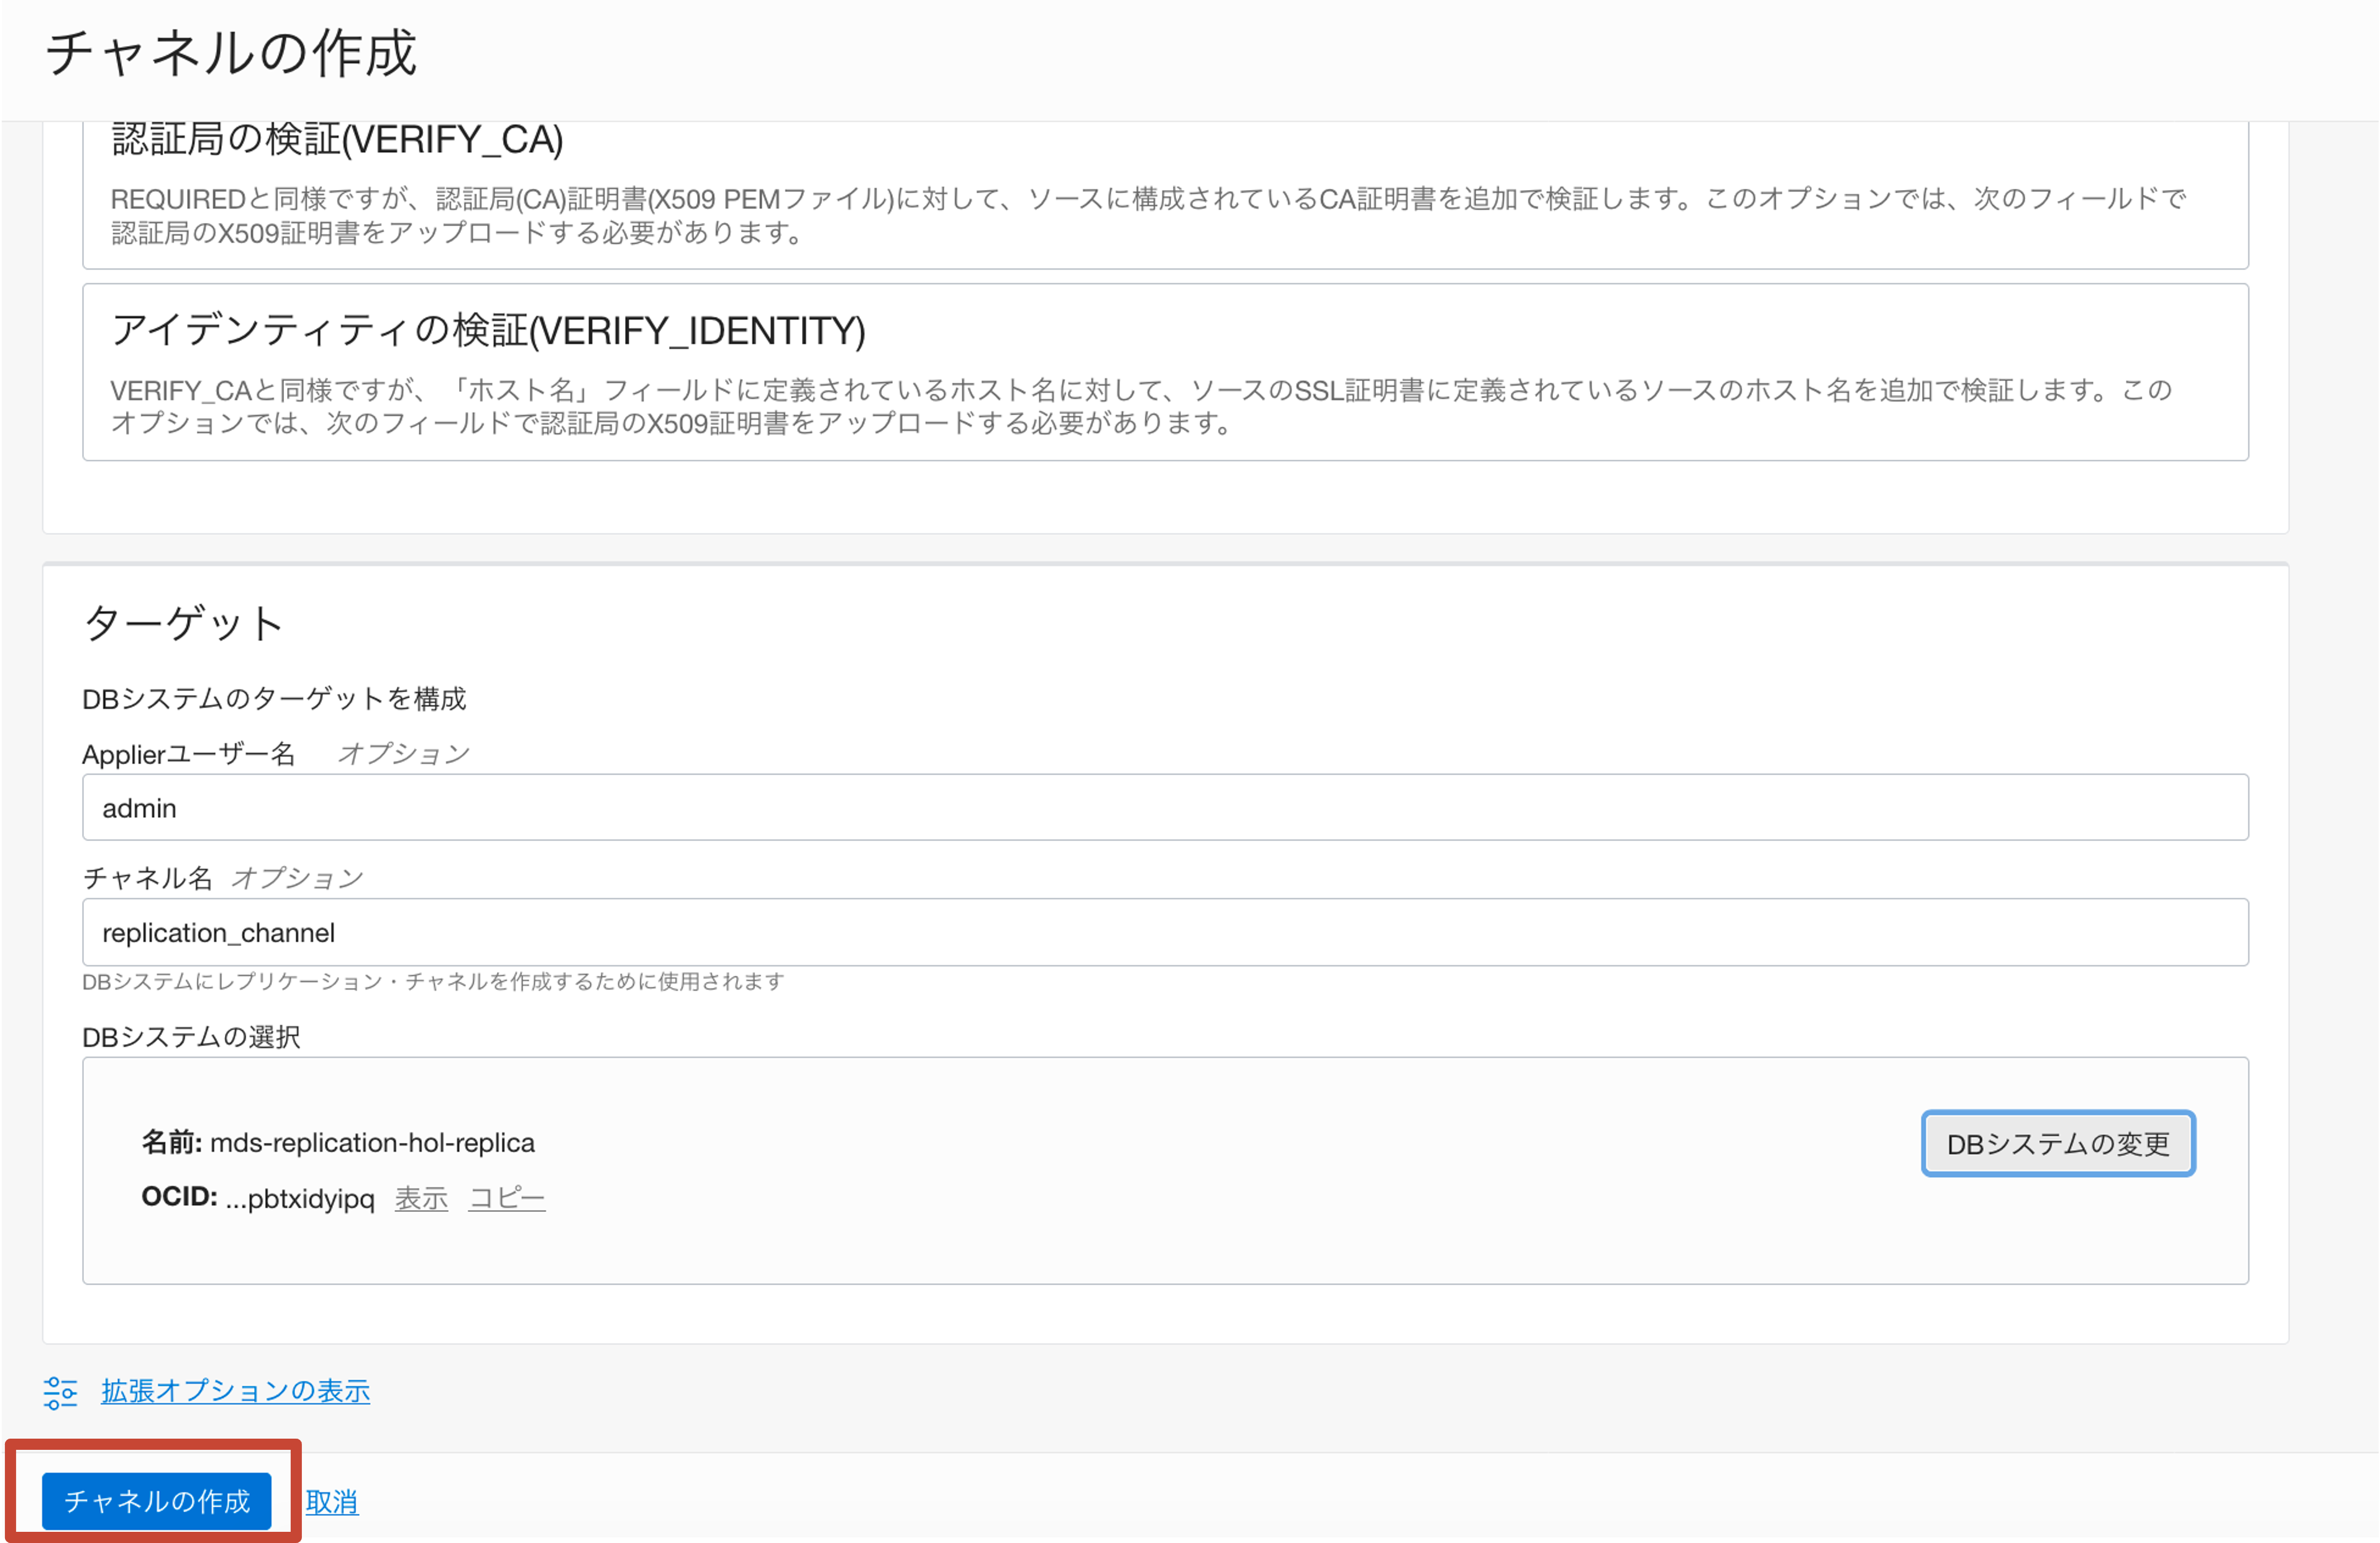 チャネルの作成
認証局の検証(VERIFY_CA)
REQUIREDと同様ですが、認証局(CA)証明書(X509 PEMファイル)に対して、ソースに構成されているCA証明書を追加で検証します。このオプションでは、次のフィールドで
認証局のX509証明書をアップロードする必要があります。
アイデンティティの検証(VERIFY_IDENTITY)
VERIFY_CAと同様ですが、「ホスト名」フィールドに定義されているホスト名に対して、ソースのSSL証明書に定義されているソースのホスト名を追加で検証します。この
オプションでは、次のフィールドで認証局のX509証明書をアップロードする必要があります。
ターゲット
DBシステムのターゲットを構成
Applierユーザー名 オプション
admin
チャネル名 オプション
replication_channel
DBシステムにレプリケーション・チャネルを作成するために使用されます
DBシステムの選択
名前: mds-replication-hol-replica
DBシステムの変更
OCID: ...pbtxidyipq 表示 コピー
拡張オプションの表示
チャネルの作成 取消